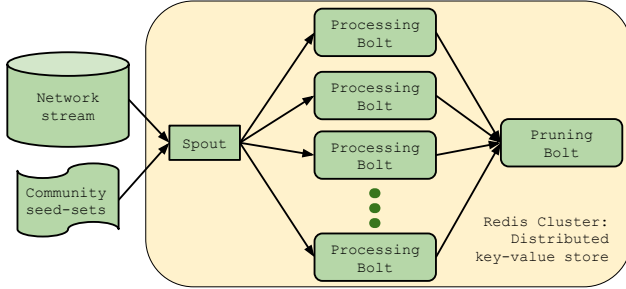 Network
stream
Community
seed-sets
Spout
Processing
Bolt
Processing
Bolt
Processing
Bolt
Processing
Bolt
Pruning
Bolt
Redis Cluster:
Distributed
key-value store